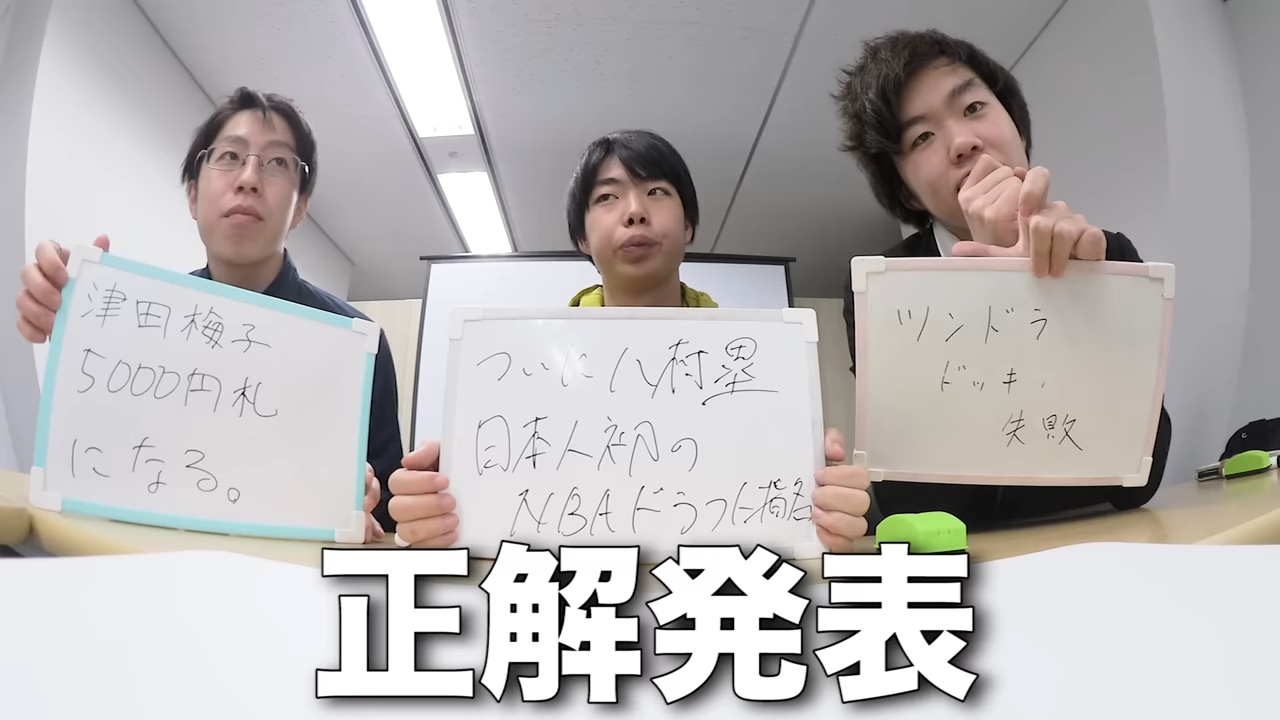 津田梅子
5000円札
になる。
ついに八村塁
日本人初の
NBAドラフトに指名
ツンドラ
ドッキリ
失敗
正解発表